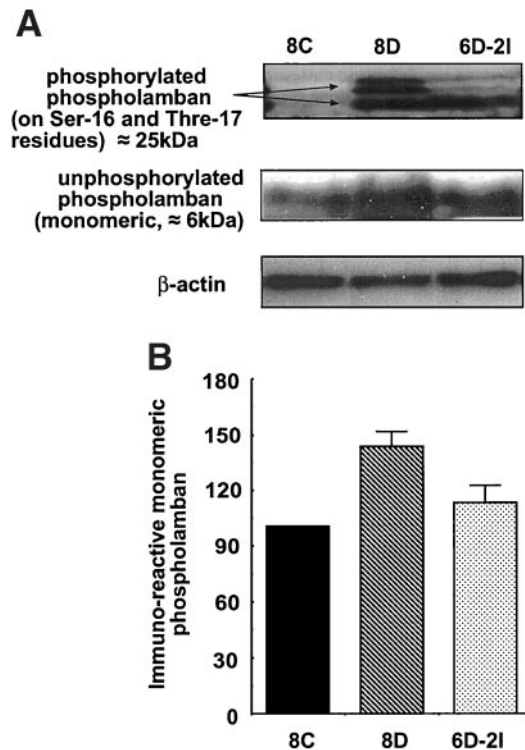 A
8C 8D 6D-2I
phosphorylated
phospholamban
(on Ser-16 and Thre-17
residues) ≈ 25kDa
unphosphorylated
phospholamban
(monomeric, ≈ 6kDa)
β-actin
B
Immuno-reactive monomeric
phospholamban
180
150
120
90
60
30
0
8C 8D 6D-2I